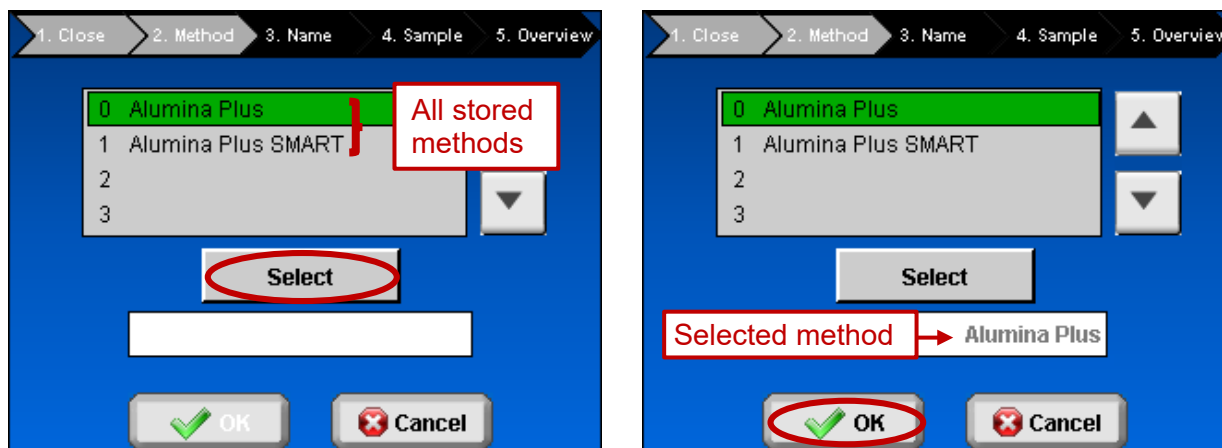 1. Close 2. Method 3. Name 4. Sample 5. Overview
0 Alumina Plus
1 Alumina Plus SMART
2
3
All stored
methods
Select
OK Cancel
1. Close 2. Method 3. Name 4. Sample 5. Overview
0 Alumina Plus
1 Alumina Plus SMART
2
3
Select
Selected method Alumina Plus
OK Cancel